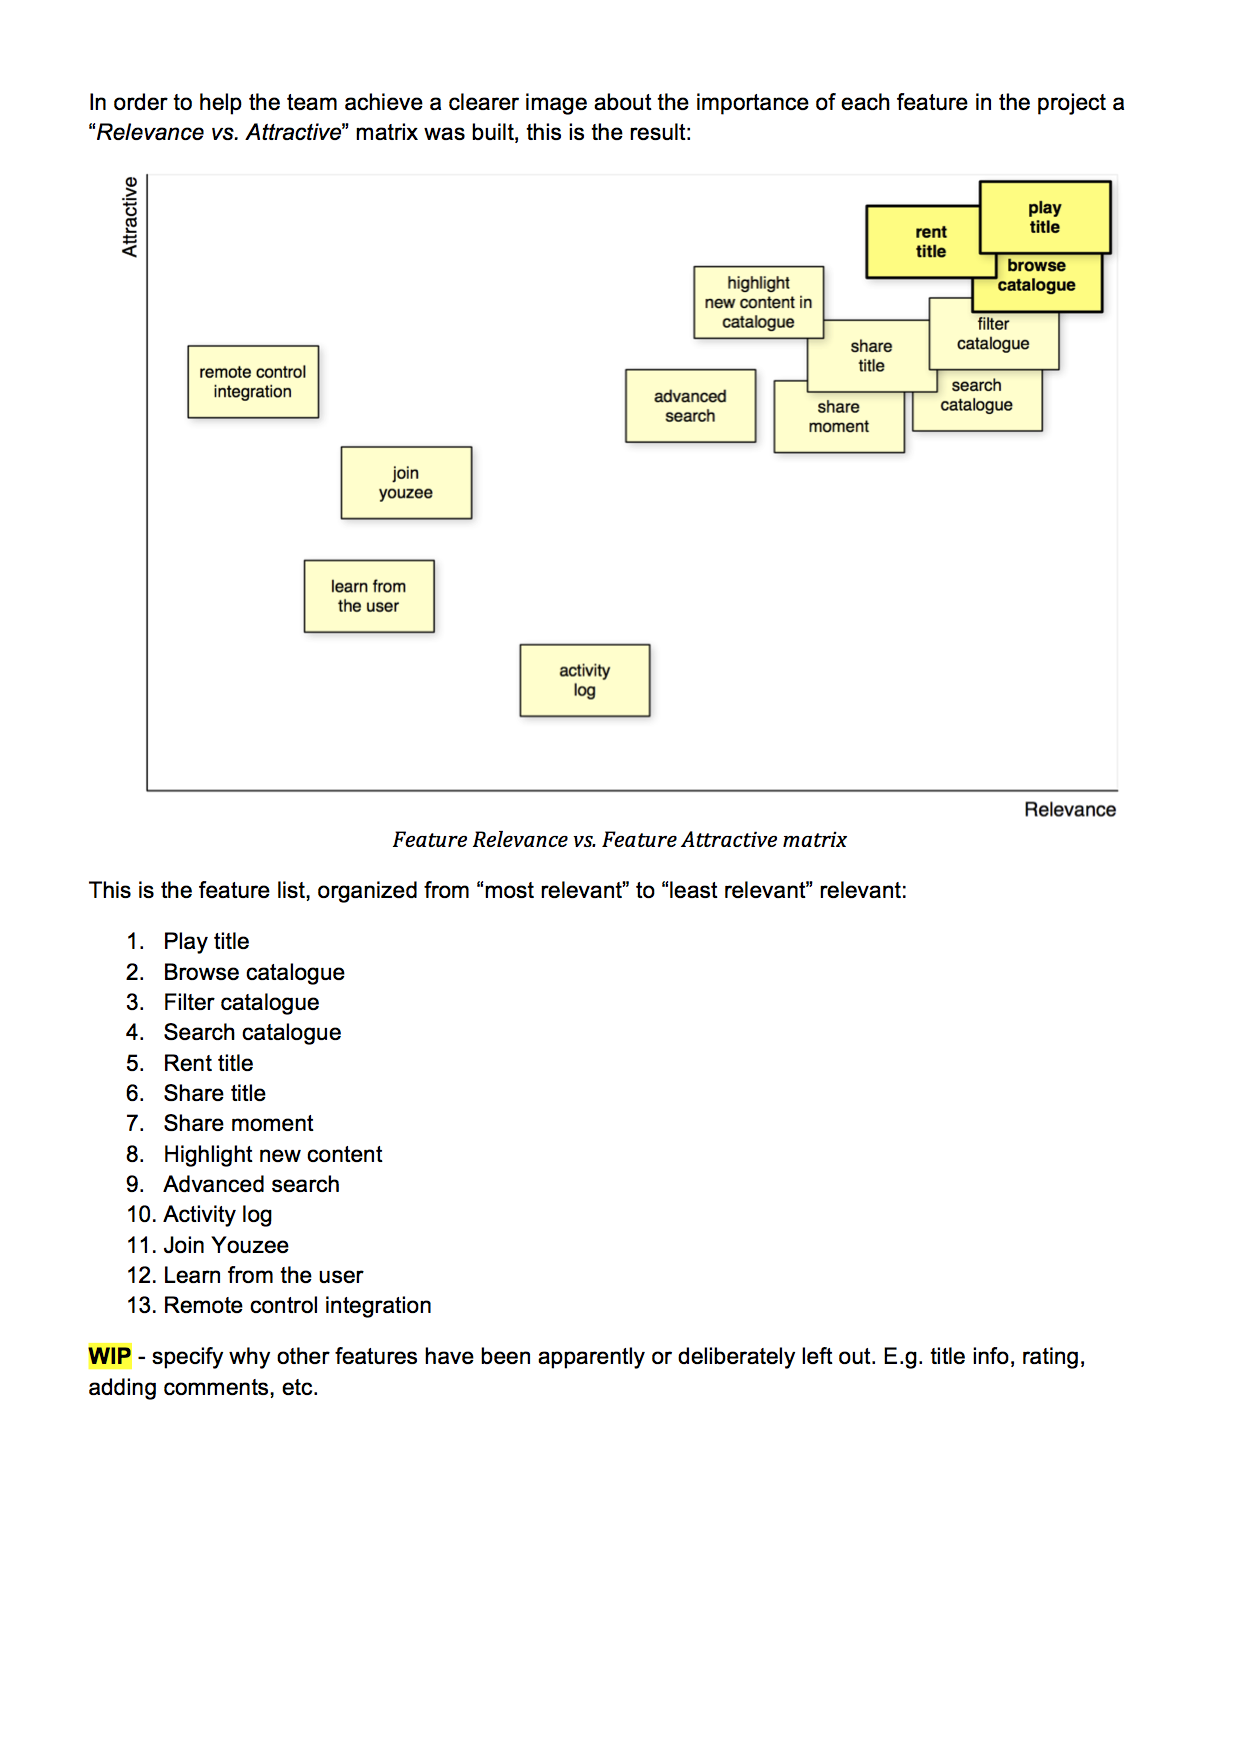 In order to help the team achieve a clearer image about the importance of each feature in the project a
“Relevance vs. Attractive” matrix was built, this is the result:
Attractive
play
title
rent
title
browse
catalogue
highlight
new content in
catalogue
filter
catalogue
share
title
remote control
integration
search
catalogue
advanced
search
share
moment
join
youzee
learn from
the user
activity
log
Relevance
Feature Relevance vs. Feature Attractive matrix
This is the feature list, organized from “most relevant” to “least relevant” relevant:
1. Play title
2. Browse catalogue
3. Filter catalogue
4. Search catalogue
5. Rent title
6. Share title
7. Share moment
8. Highlight new content
9. Advanced search
10. Activity log
11. Join Youzee
12. Learn from the user
13. Remote control integration
WIP - specify why other features have been apparently or deliberately left out. E.g. title info, rating,
adding comments, etc.